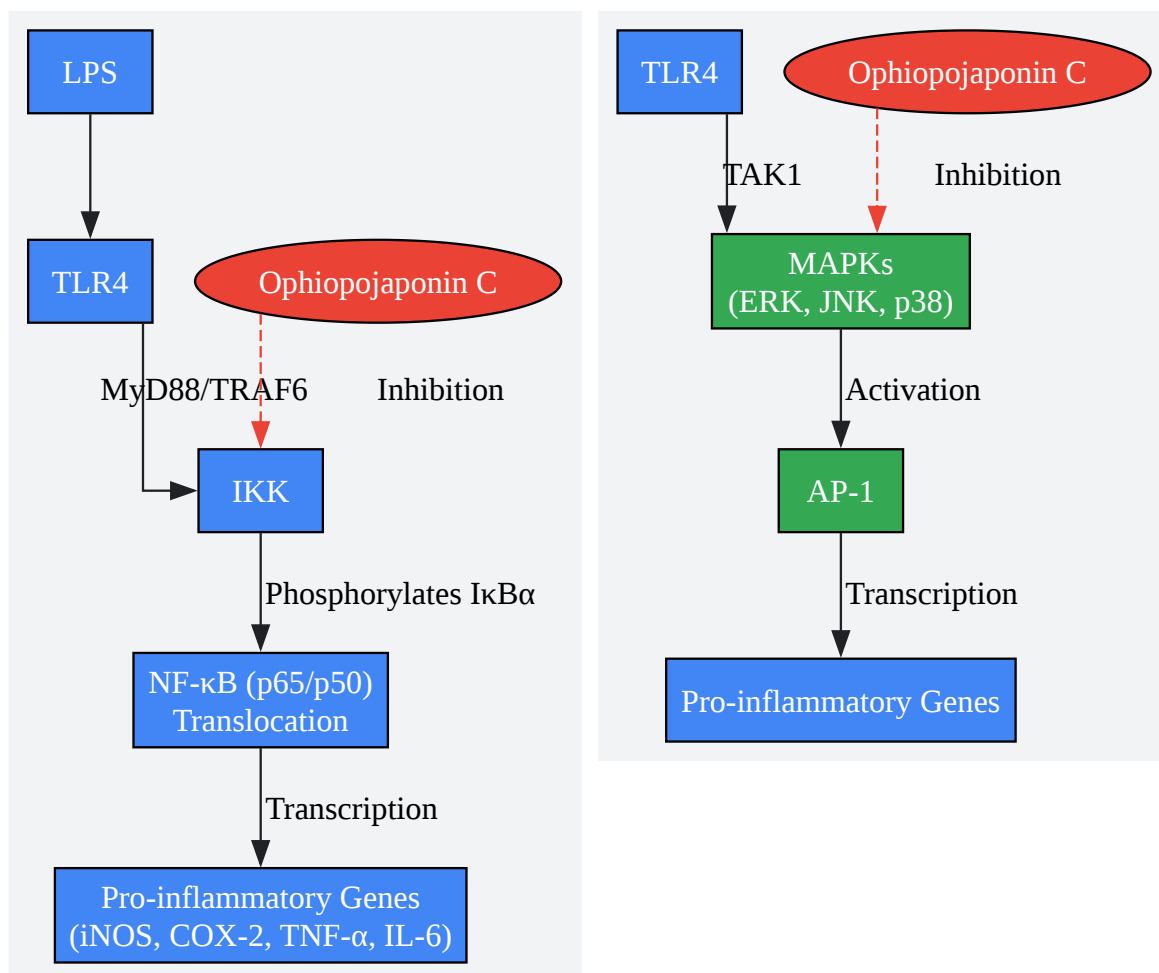 LPS
TLR4
Ophiopojaponin C
MyD88/TRAF6
Inhibition
IKK
Phosphorylates IκBα
NF-κB (p65/p50)
Translocation
Transcription
Pro-inflammatory Genes
(iNOS, COX-2, TNF-α, IL-6)
TLR4
Ophiopojaponin C
TAK1
Inhibition
MAPKs
(ERK, JNK, p38)
Activation
AP-1
Transcription
Pro-inflammatory Genes